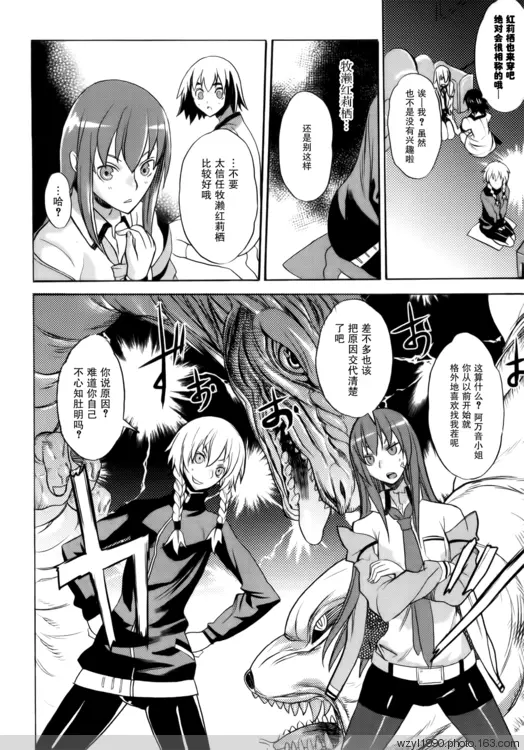 红莉栖也来穿吧
绝对会很相称的哦—
诶—我？虽然
也不是没有兴趣啦
牧濑红莉栖…
还是别这样
…不要
太信任牧濑红莉栖
比较好哦
…哈？
这算什么？阿万音小姐
你从以前开始就
格外地喜欢找我茬呢
差不多也该
把原因交代清楚
了吧
你说原因？
难道你自己
不心知肚明吗？
お
お
お
お
wzyl1990.photo.163.com